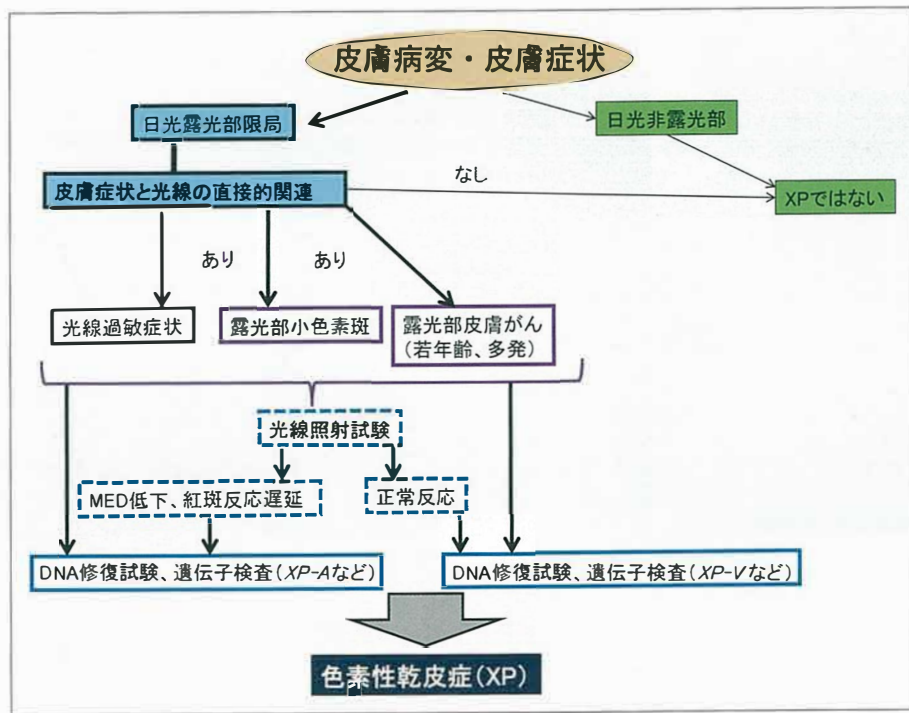 皮膚病変・皮膚症状
日光露光部限局
日光非露光部
皮膚症状と光線の直接的関連
なし
XPではない
あり
あり
光線過敏症状
露光部小色素斑
露光部皮膚がん
(若年齢、多発)
光線照射試験
MED低下、紅斑反応遅延
正常反応
DNA修復試験、遺伝子検査(XP-Aなど)
DNA修復試験、遺伝子検査(XP-Vなど)
色素性乾皮症(XP)